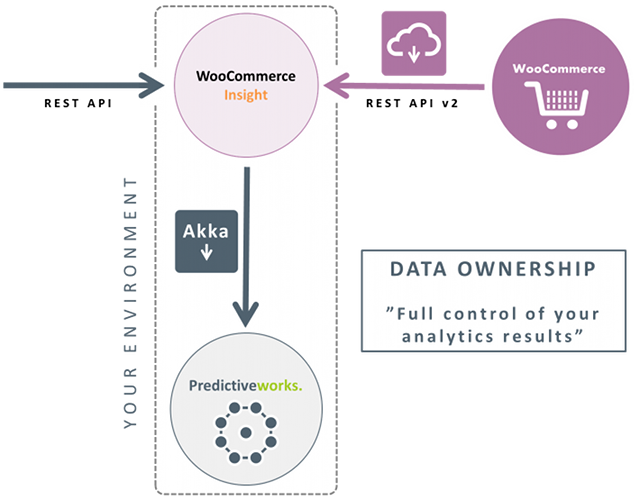 WooCommerce
Insight
WooCommerce
REST API
REST API v2
Akka
YOUR ENVIRONMENT
DATA OWNERSHIP
”Full control of your
analytics results”
Predictiveworks.